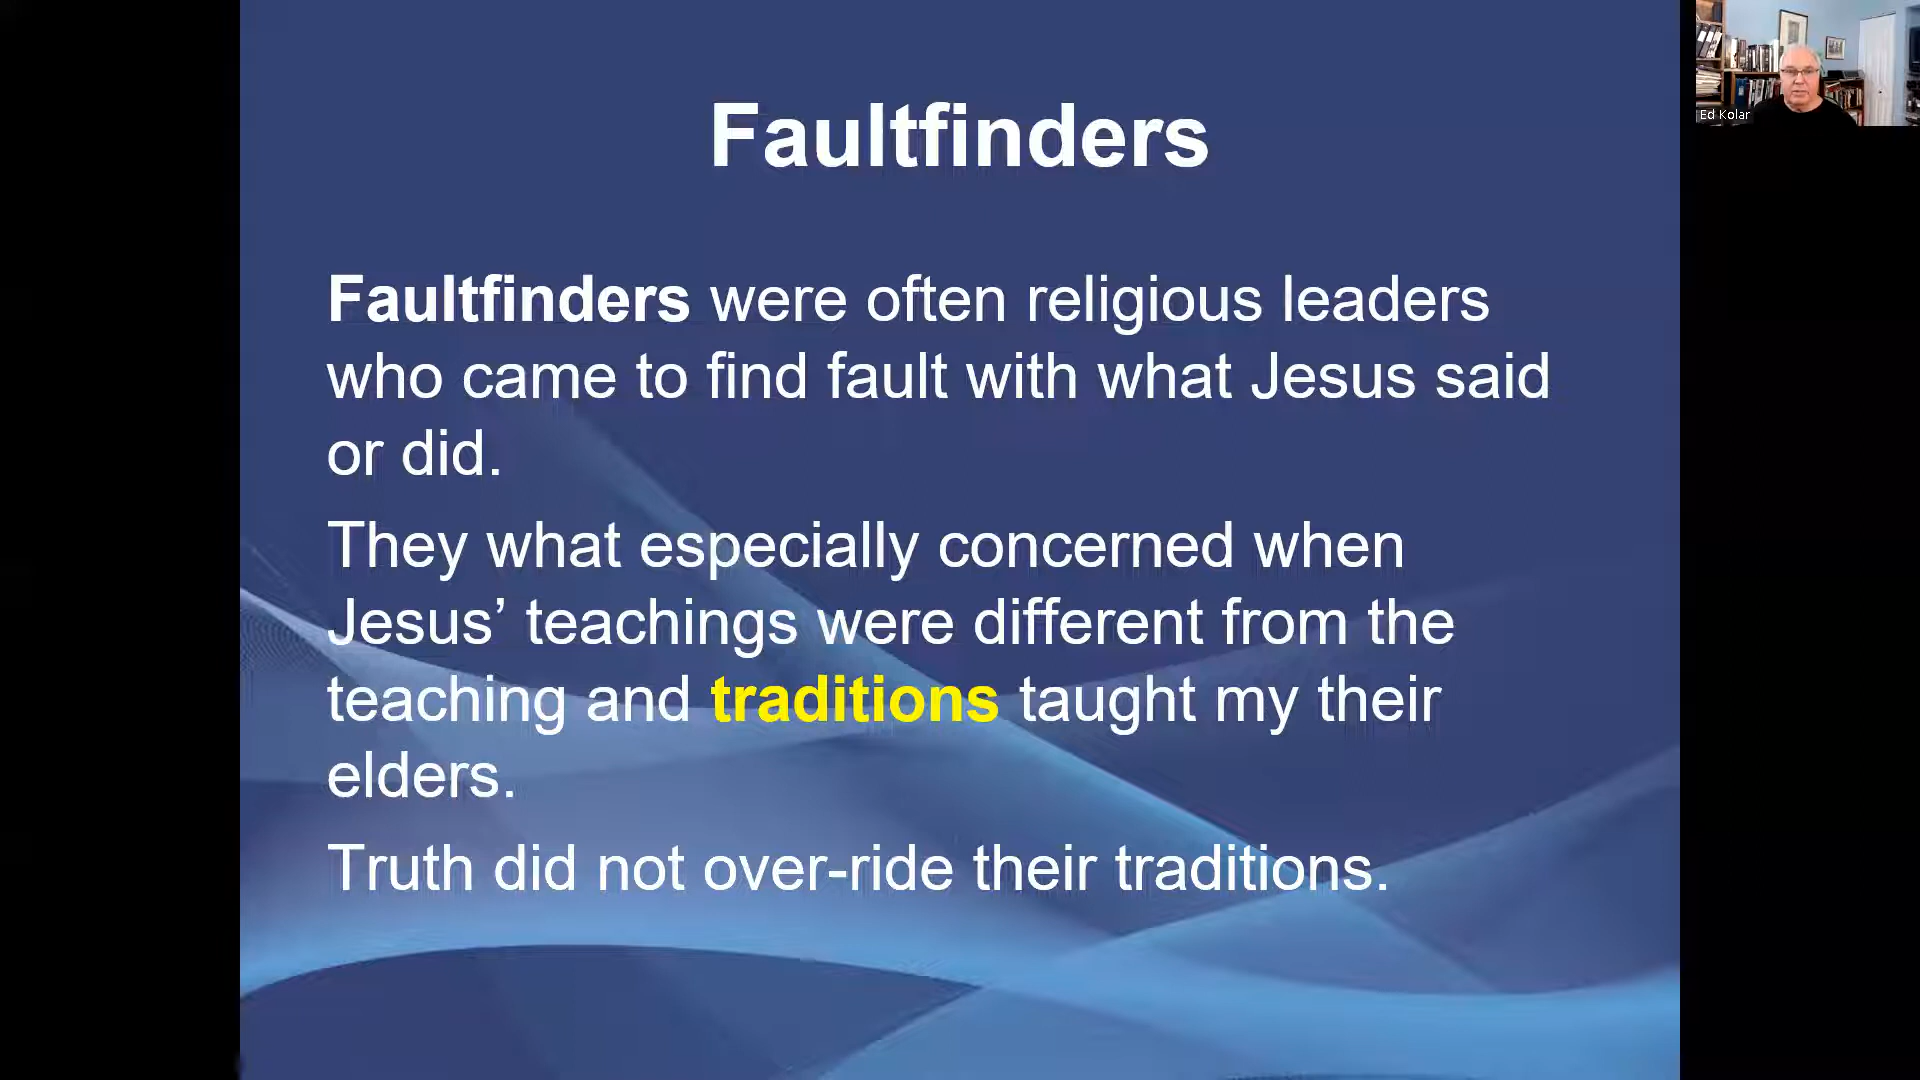 Faultfinders
Ed Kolar
Faultfinders were often religious leaders
who came to find fault with what Jesus said
or did.
They what especially concerned when
Jesus’ teachings were different from the
teaching and traditions taught my their
elders.
Truth did not over-ride their traditions.